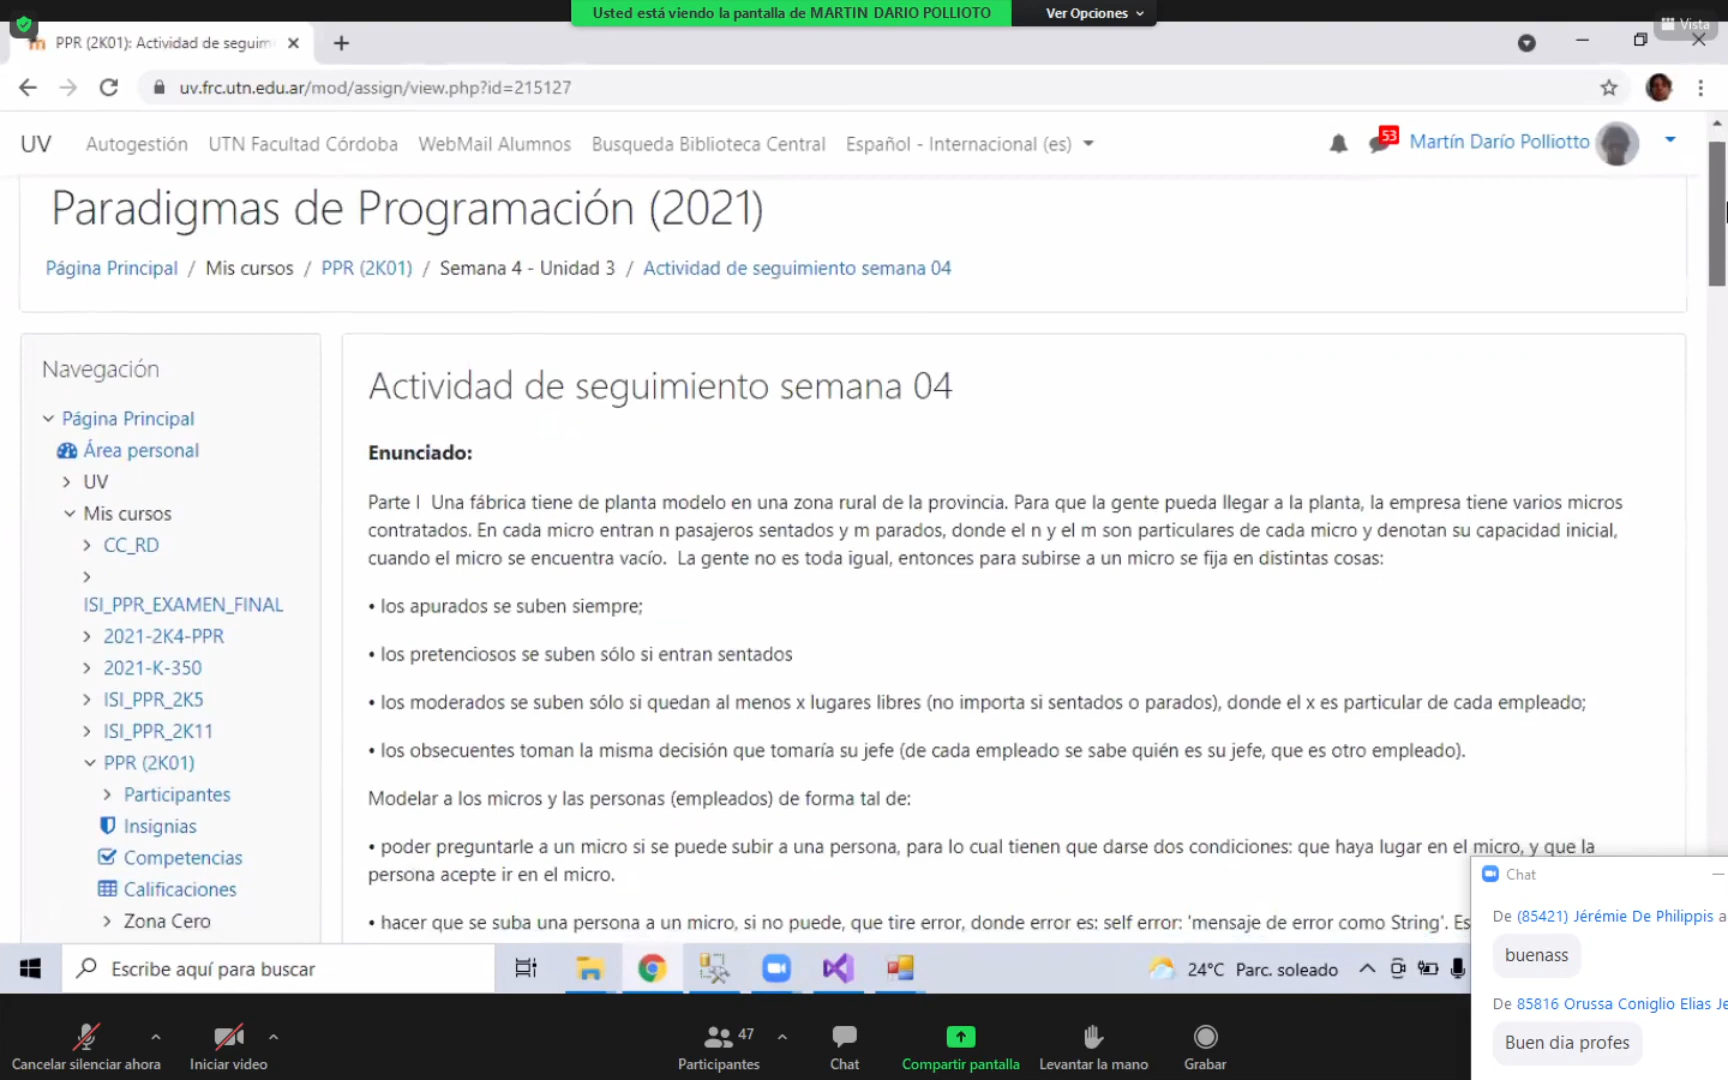 Usted está viendo la pantalla de MARTIN DARIO POLLIOTO
Ver Opciones
Vista
PPR (2K01): Actividad de seguim
uv.frc.utn.edu.ar/mod/assign/view.php?id=215127
UV Autogestión UTN Facultad Córdoba WebMail Alumnos Busqueda Biblioteca Central Español - Internacional (es) 53 Martín Darío Polliotto
Paradigmas de Programación (2021)
Página Principal / Mis cursos / PPR (2K01) / Semana 4 - Unidad 3 / Actividad de seguimiento semana 04
Navegación
Página Principal
Área personal
UV
Mis cursos
CC_RD
ISI_PPR_EXAMEN_FINAL
2021-2K4-PPR
2021-K-350
ISI_PPR_2K5
ISI_PPR_2K11
PPR (2K01)
Participantes
Insignias
Competencias
Calificaciones
Zona Cero
Actividad de seguimiento semana 04
Enunciado:
Parte I Una fábrica tiene de planta modelo en una zona rural de la provincia. Para que la gente pueda llegar a la planta, la empresa tiene varios micros
contratados. En cada micro entran n pasajeros sentados y m parados, donde el n y el m son particulares de cada micro y denotan su capacidad inicial,
cuando el micro se encuentra vacío. La gente no es toda igual, entonces para subirse a un micro se fija en distintas cosas:
• los apurados se suben siempre;
• los pretenciosos se suben sólo si entran sentados
• los moderados se suben sólo si quedan al menos x lugares libres (no importa si sentados o parados), donde el x es particular de cada empleado;
• los obsecuentes toman la misma decisión que tomaría su jefe (de cada empleado se sabe quién es su jefe, que es otro empleado).
Modelar a los micros y las personas (empleados) de forma tal de:
• poder preguntarle a un micro si se puede subir a una persona, para lo cual tienen que darse dos condiciones: que haya lugar en el micro, y que la
persona acepte ir en el micro.
• hacer que se suba una persona a un micro, si no puede, que tire error, donde error es: self error: 'mensaje de error como String'. Es
Chat
De (85421) Jérémie De Philippis a
buenass
De 85816 Orussa Coniglio Elias Je
Buen dia profes
Escribe aquí para buscar
24°C Parc. soleado
Cancelar silenciar ahora
Iniciar video
47
Participantes
Chat
Compartir pantalla
Levantar la mano
Grabar